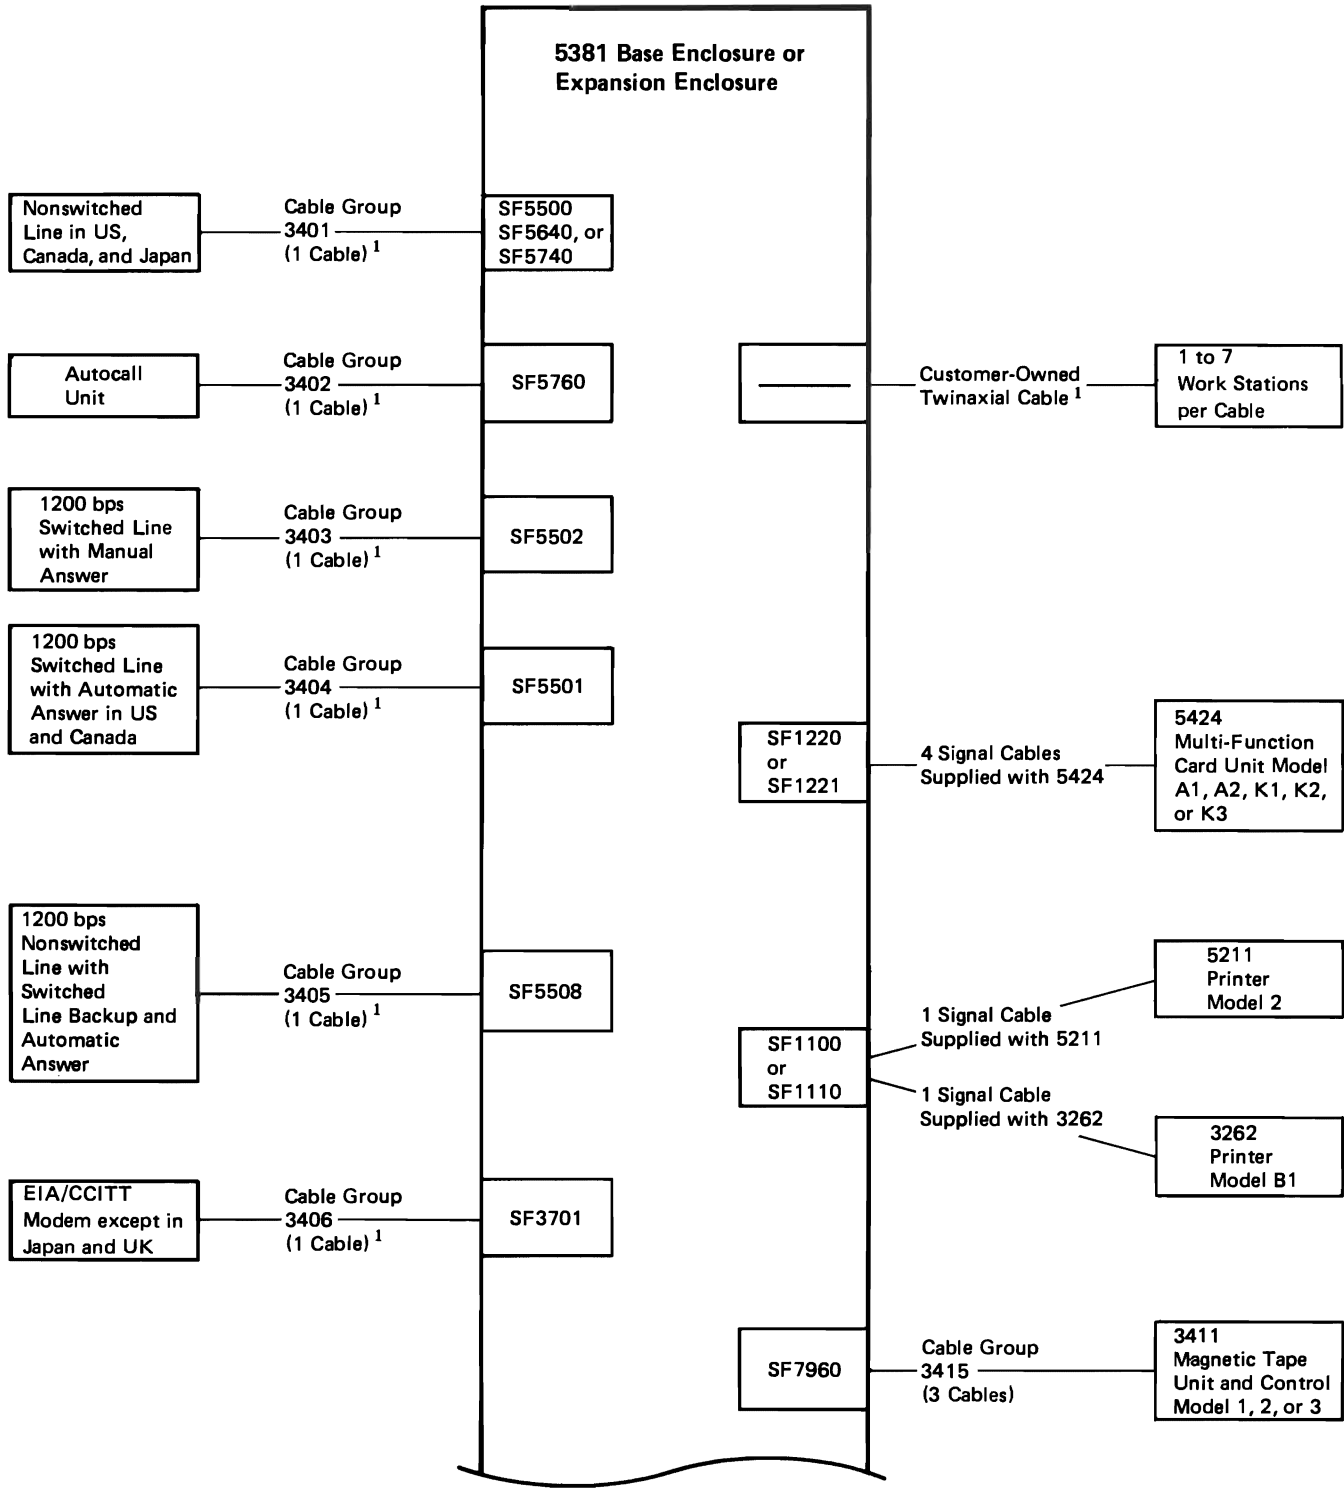 5381 Base Enclosure or
Expansion Enclosure
Nonswitched
Line in US,
Canada, and Japan
Cable Group
3401
(1 Cable) 1
SF5500
SF5640, or
SF5740
Autocall
Unit
Cable Group
3402
(1 Cable) 1
SF5760
Customer-Owned
Twinaxial Cable 1
1 to 7
Work Stations
per Cable
1200 bps
Switched Line
with Manual
Answer
Cable Group
3403
(1 Cable) 1
SF5502
1200 bps
Switched Line
with Automatic
Answer in US
and Canada
Cable Group
3404
(1 Cable) 1
SF5501
SF1220
or
SF1221
4 Signal Cables
Supplied with 5424
5424
Multi-Function
Card Unit Model
A1, A2, K1, K2,
or K3
1200 bps
Nonswitched
Line with
Switched
Line Backup and
Automatic
Answer
Cable Group
3405
(1 Cable) 1
SF5508
SF1100
or
SF1110
1 Signal Cable
Supplied with 5211
5211
Printer
Model 2
1 Signal Cable
Supplied with 3262
3262
Printer
Model B1
EIA/CCITT
Modem except in
Japan and UK
Cable Group
3406
(1 Cable) 1
SF3701
SF7960
Cable Group
3415
(3 Cables)
3411
Magnetic Tape
Unit and Control
Model 1, 2, or 3